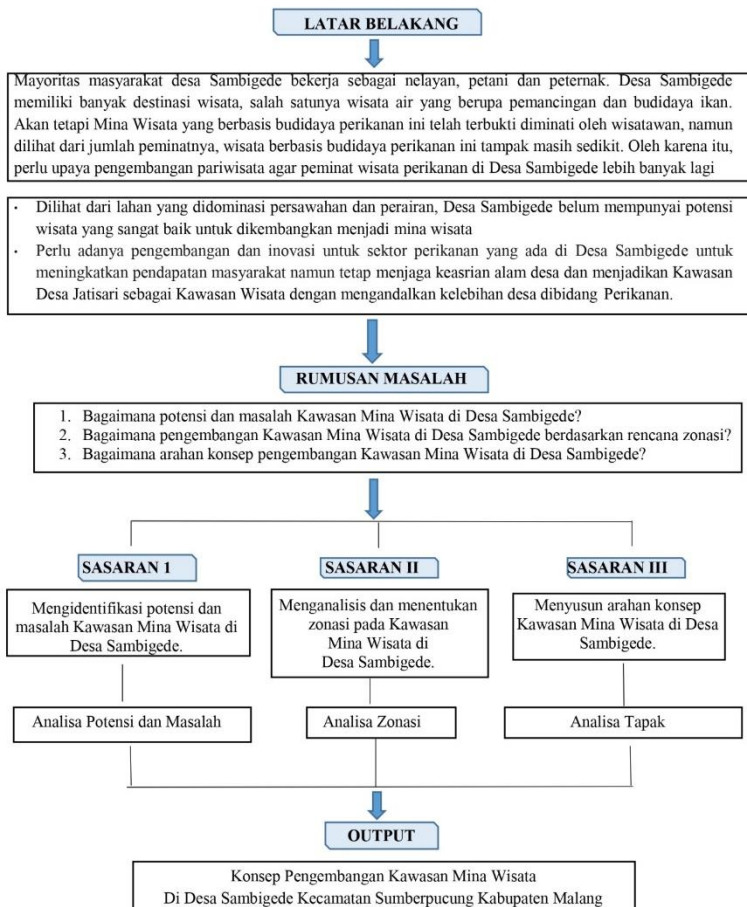 LATAR BELAKANG
Mayoritas masyarakat desa Sambigede bekerja sebagai nelayan, petani dan peternak. Desa Sambigede
memiliki banyak destinasi wisata, salah satunya wisata air yang berupa pemancingan dan budidaya ikan.
Akan tetapi Mina Wisata yang berbasis budidaya perikanan ini telah terbukti diminati oleh wisatawan, namun
dilihat dari jumlah peminatnya, wisata berbasis budidaya perikanan ini tampak masih sedikit. Oleh karena itu,
perlu upaya pengembangan pariwisata agar peminat wisata perikanan di Desa Sambigede lebih banyak lagi
• Dilihat dari lahan yang didominasi persawahan dan perairan, Desa Sambigede belum mempunyai potensi
wisata yang sangat baik untuk dikembangkan menjadi mina wisata
• Perlu adanya pengembangan dan inovasi untuk sektor perikanan yang ada di Desa Sambigede untuk
meningkatkan pendapatan masyarakat namun tetap menjaga keasrian alam desa dan menjadikan Kawasan
Desa Jatisari sebagai Kawasan Wisata dengan mengandalkan kelebihan desa dibidang Perikanan.
RUMUSAN MASALAH
1. Bagaimana potensi dan masalah Kawasan Mina Wisata di Desa Sambigede?
2. Bagaimana pengembangan Kawasan Mina Wisata di Desa Sambigede berdasarkan rencana zonasi?
3. Bagaimana arahan konsep pengembangan Kawasan Mina Wisata di Desa Sambigede?
SASARAN 1
Mengidentifikasi potensi dan
masalah Kawasan Mina Wisata di
Desa Sambigede.
Analisa Potensi dan Masalah
SASARAN II
Menganalisis dan menentukan
zonasi pada Kawasan
Mina Wisata di
Desa Sambigede.
Analisa Zonasi
SASARAN III
Menyusun arahan konsep
Kawasan Mina Wisata di Desa
Sambigede.
Analisa Tapak
OUTPUT
Konsep Pengembangan Kawasan Mina Wisata
Di Desa Sambigede Kecamatan Sumberpucung Kabupaten Malang